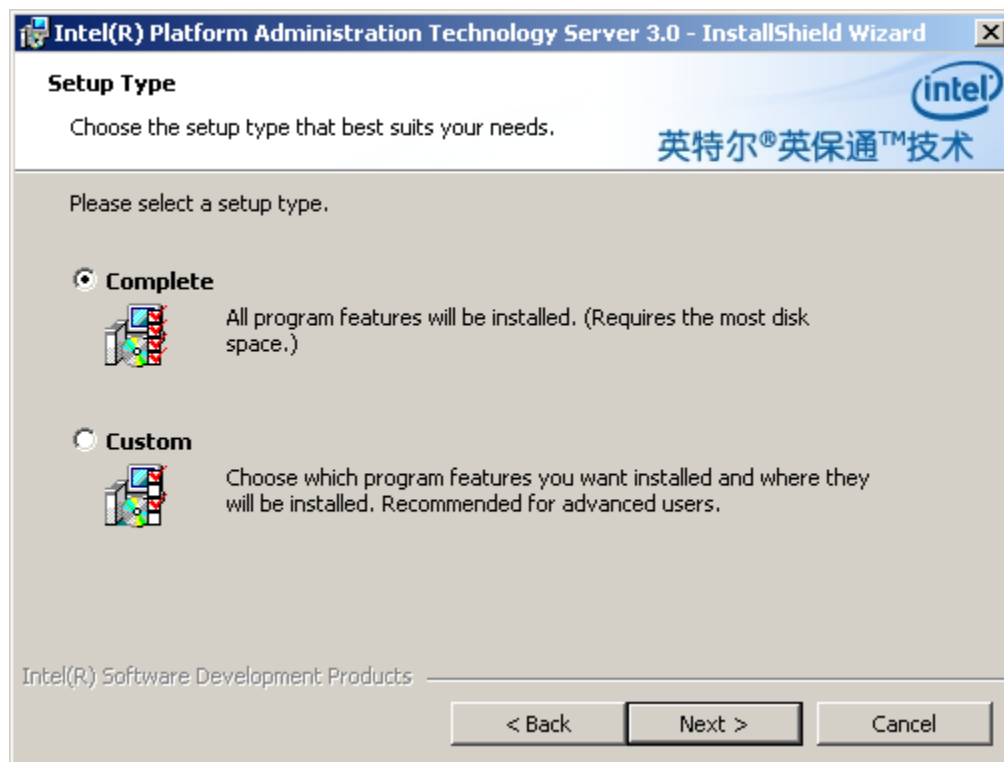 Intel(R) Platform Administration Technology Server 3.0 - InstallShield Wizard
Setup Type
Choose the setup type that best suits your needs.
intel
英特尔®英保通™技术
Please select a setup type.
Complete
All program features will be installed. (Requires the most disk
space.)
Custom
Choose which program features you want installed and where they
will be installed. Recommended for advanced users.
Intel(R) Software Development Products
< Back
Next >
Cancel